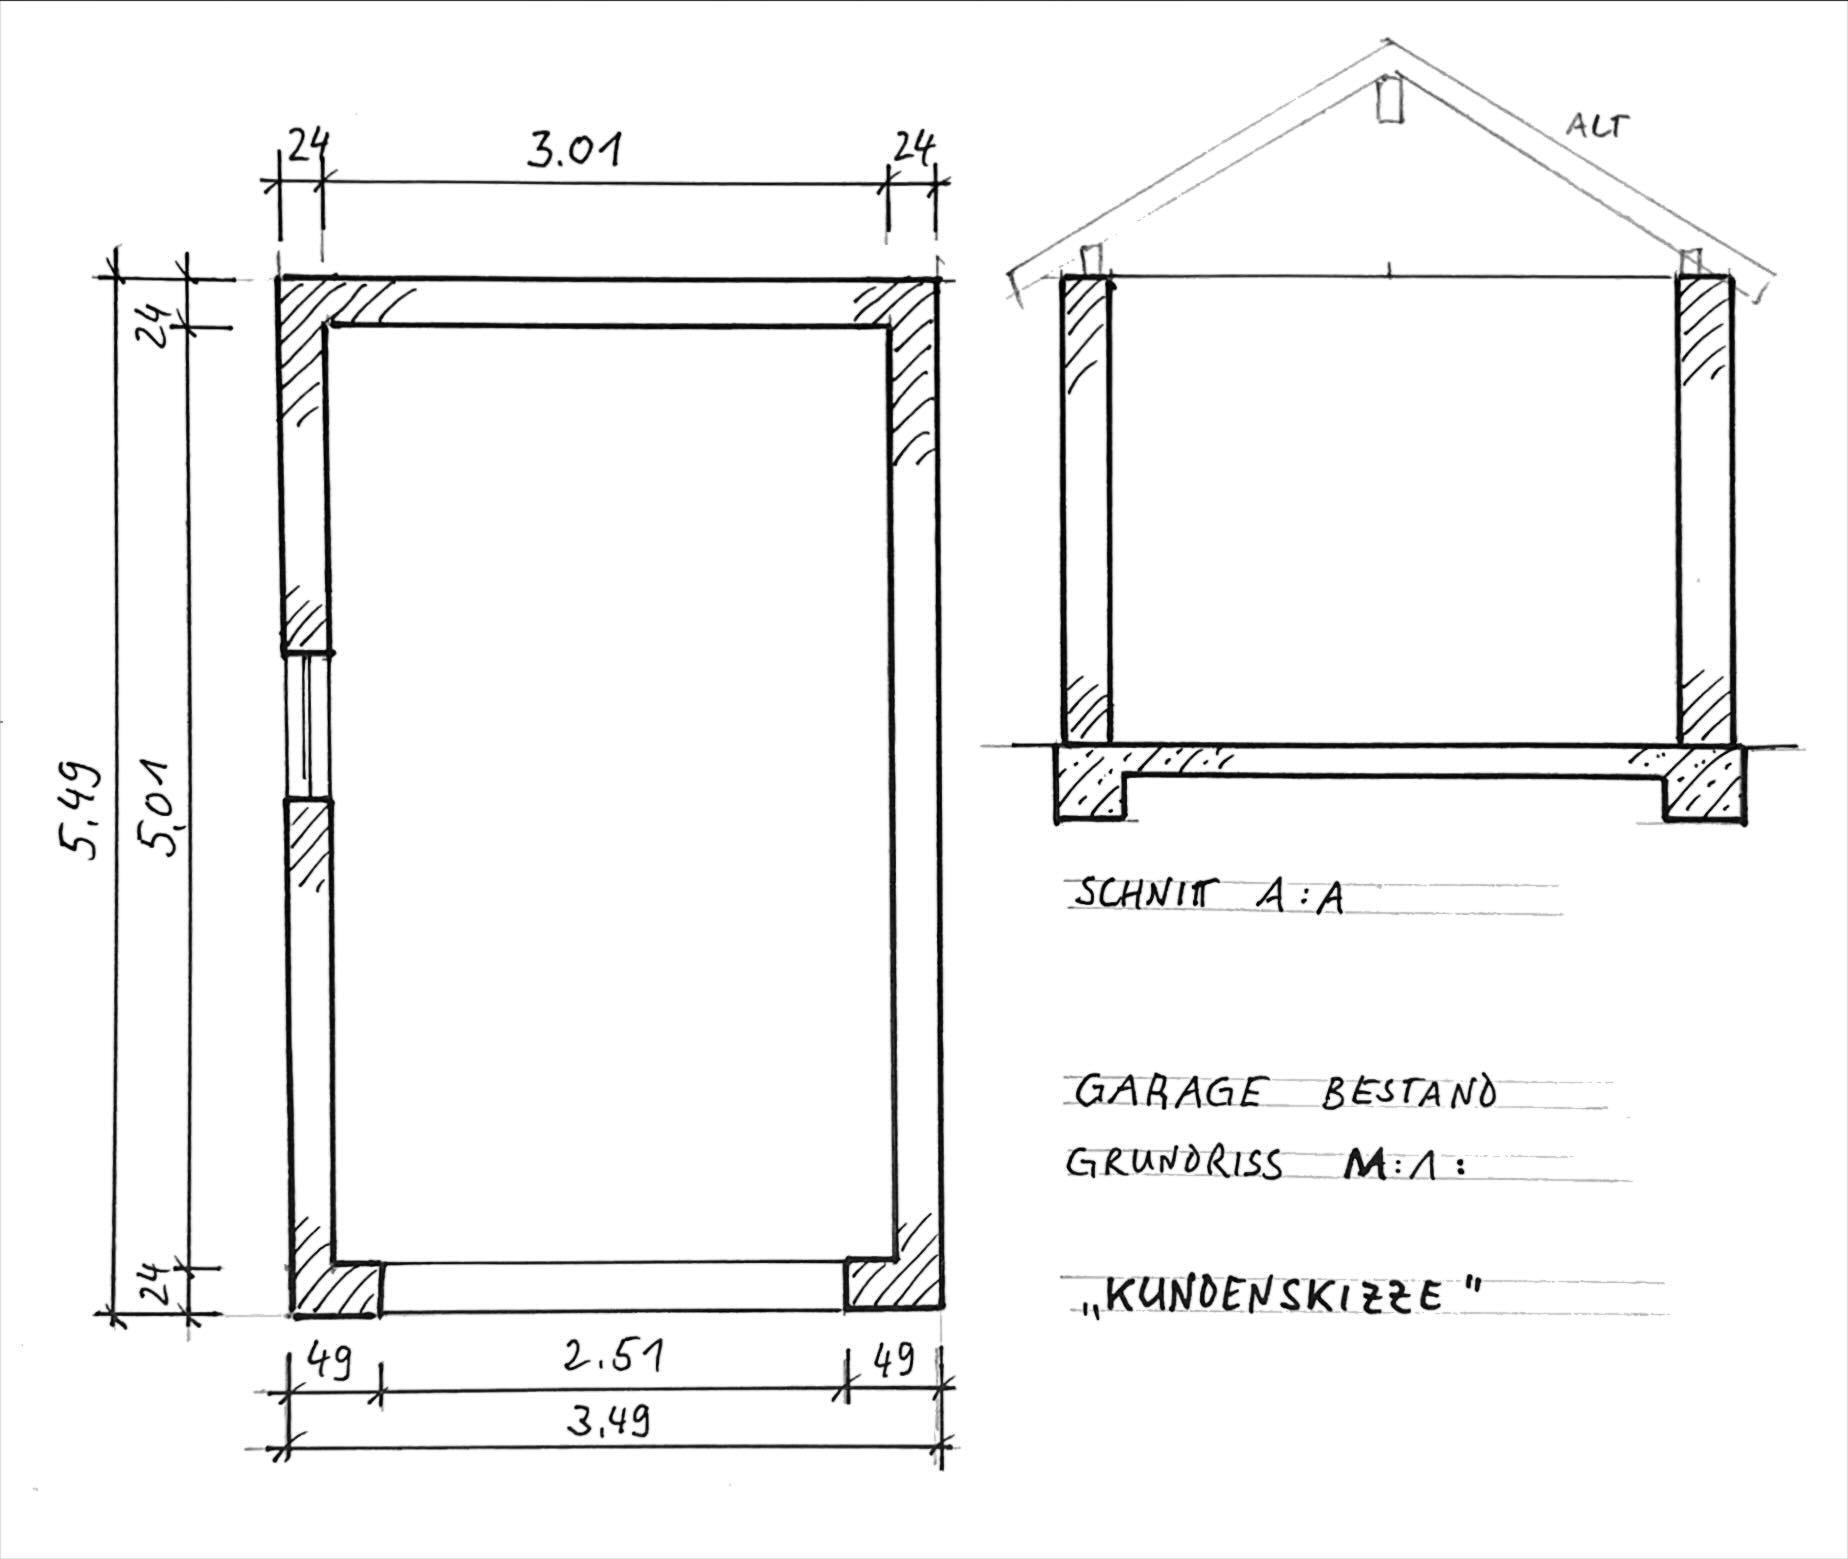 24 3.01 24
ALT
24
5.49
5.01
24
49 2.51 49
3.49
SCHNITT A:A
GARAGE BESTAND
GRUNDRISS M:1:
„KUNDENSKIZZE"